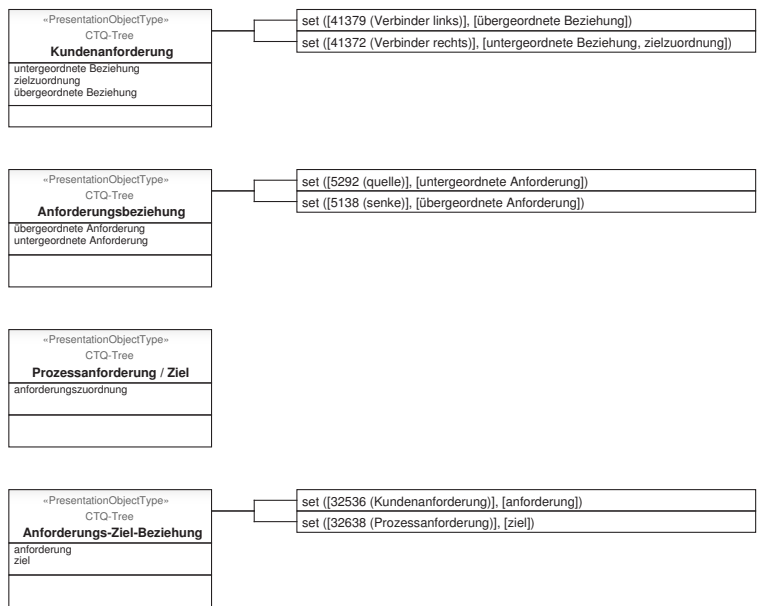 «PresentationObjectType»
CTQ-Tree
Kundenanforderung
untergeordnete Beziehung
zielzuordnung
übergeordnete Beziehung
set ([41379 (Verbinder links)], [übergeordnete Beziehung])
set ([41372 (Verbinder rechts)], [untergeordnete Beziehung, zielzuordnung])
«PresentationObjectType»
CTQ-Tree
Anforderungsbeziehung
übergeordnete Anforderung
untergeordnete Anforderung
set ([5292 (quelle)], [untergeordnete Anforderung])
set ([5138 (senke)], [übergeordnete Anforderung])
«PresentationObjectType»
CTQ-Tree
Prozessanforderung / Ziel
anforderungszuordnung
«PresentationObjectType»
CTQ-Tree
Anforderungs-Ziel-Beziehung
anforderung
ziel
set ([32536 (Kundenanforderung)], [anforderung])
set ([32638 (Prozessanforderung)], [ziel])